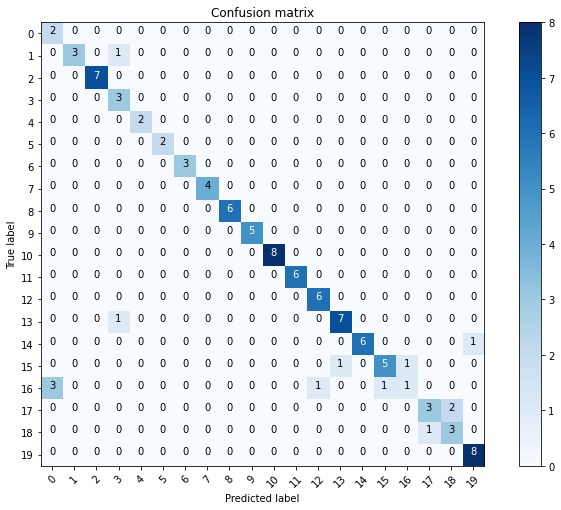 Confusion matrix
True label
0 2 0 0 0 0 0 0 0 0 0 0 0 0 0 0 0 0 0 0 0
1 0 3 0 1 0 0 0 0 0 0 0 0 0 0 0 0 0 0 0 0
2 0 0 7 0 0 0 0 0 0 0 0 0 0 0 0 0 0 0 0 0
3 0 0 0 3 0 0 0 0 0 0 0 0 0 0 0 0 0 0 0 0
4 0 0 0 0 2 0 0 0 0 0 0 0 0 0 0 0 0 0 0 0
5 0 0 0 0 0 2 0 0 0 0 0 0 0 0 0 0 0 0 0 0
6 0 0 0 0 0 0 3 0 0 0 0 0 0 0 0 0 0 0 0 0
7 0 0 0 0 0 0 0 4 0 0 0 0 0 0 0 0 0 0 0 0
8 0 0 0 0 0 0 0 0 6 0 0 0 0 0 0 0 0 0 0 0
9 0 0 0 0 0 0 0 0 0 5 0 0 0 0 0 0 0 0 0 0
10 0 0 0 0 0 0 0 0 0 0 8 0 0 0 0 0 0 0 0 0
11 0 0 0 0 0 0 0 0 0 0 0 6 0 0 0 0 0 0 0 0
12 0 0 0 0 0 0 0 0 0 0 0 0 6 0 0 0 0 0 0 0
13 0 0 0 1 0 0 0 0 0 0 0 0 0 7 0 0 0 0 0 0
14 0 0 0 0 0 0 0 0 0 0 0 0 0 0 6 0 0 0 0 1
15 0 0 0 0 0 0 0 0 0 0 0 0 0 1 0 5 1 0 0 0
16 3 0 0 0 0 0 0 0 0 0 0 0 1 0 0 1 1 0 0 0
17 0 0 0 0 0 0 0 0 0 0 0 0 0 0 0 0 0 3 2 0
18 0 0 0 0 0 0 0 0 0 0 0 0 0 0 0 0 0 1 3 0
19 0 0 0 0 0 0 0 0 0 0 0 0 0 0 0 0 0 0 0 8
0 1 2 3 4 5 6 7 8 9 10 11 12 13 14 15 16 17 18 19
Predicted label
8
7
6
5
4
3
2
1
0